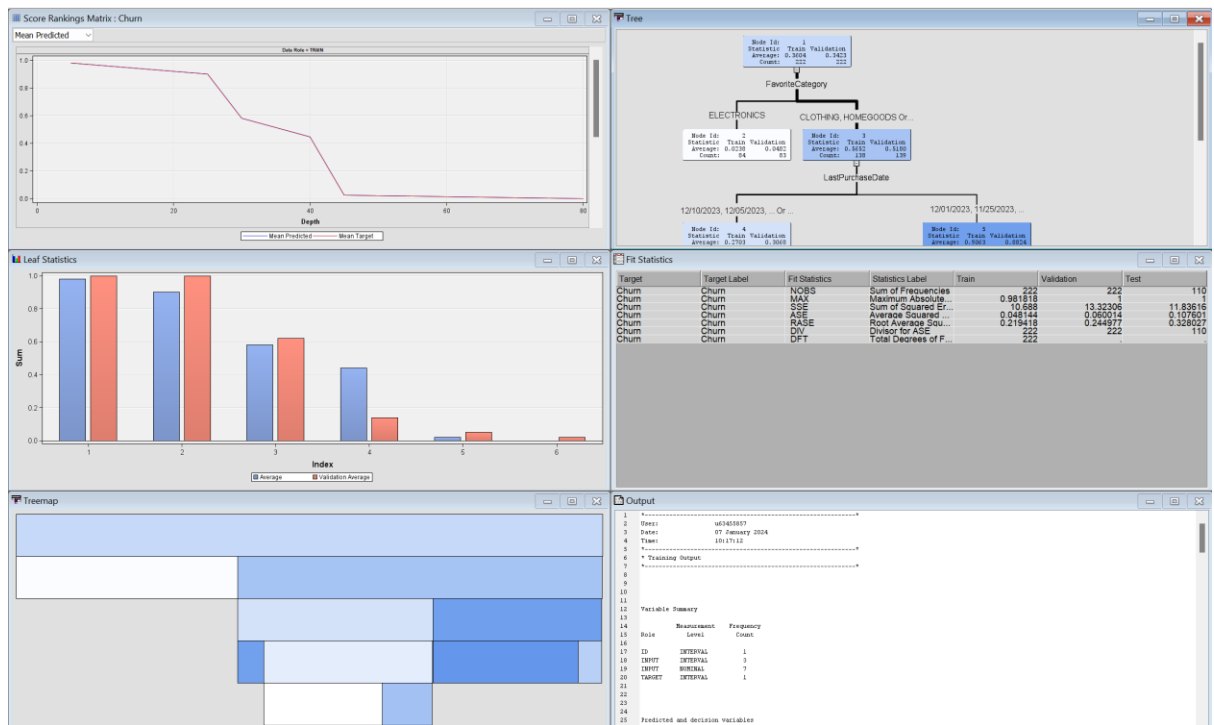 Score Rankings Matrix : Churn
Mean Predicted
Data Role = TRAIN
1.0
0.8
0.6
0.4
0.2
0.0
0 20 40 60 80
Depth
Mean Predicted Mean Target
Tree
Node Id: 1
Statistic Train Validation
Average: 0.3604 0.3423
Count: 222 222
FavoriteCategory
ELECTRONICS CLOTHING, HOMEGOODS Or...
Node Id: 2
Statistic Train Validation
Average: 0.0238 0.0482
Count: 84 83
Node Id: 3
Statistic Train Validation
Average: 0.5652 0.5180
Count: 138 139
LastPurchaseDate
12/10/2023, 12/05/2023, ... Or ... 12/01/2023, 11/25/2023, ...
Node Id: 4
Statistic Train Validation
Average: 0.2703 0.3068
Node Id: 5
Statistic Train Validation
Average: 0.9063 0.8824
Leaf Statistics
Sum
1.0
0.8
0.6
0.4
0.2
0.0
1 2 3 4 5 6
Index
Average Validation Average
Fit Statistics
Target Target Label Fit Statistics Statistics Label Train Validation Test
Churn Churn NOBS Sum of Frequencies 222 222 110
Churn Churn MAX Maximum Absolute... 0.981818 1 1
Churn Churn SSE Sum of Squared Er... 10.688 13.32306 11.83616
Churn Churn ASE Average Squared ... 0.048144 0.060014 0.107601
Churn Churn RASE Root Average Squ... 0.219418 0.244977 0.328027
Churn Churn DIV Divisor for ASE 222 222 110
Churn Churn DFT Total Degrees of F... 222 . .
Treemap
Output
1 *------------------------------------------------------------*
2 User: u63455857
3 Date: 07 January 2024
4 Time: 10:17:12
5 *------------------------------------------------------------*
6 * Training Output
7 *------------------------------------------------------------*
8
9
10
11
12 Variable Summary
13
14 Measurement Frequency
15 Role Level Count
16
17 ID INTERVAL 1
18 INPUT INTERVAL 3
19 INPUT NOMINAL 7
20 TARGET INTERVAL 1
21
22
23
24
25 Predicted and decision variables